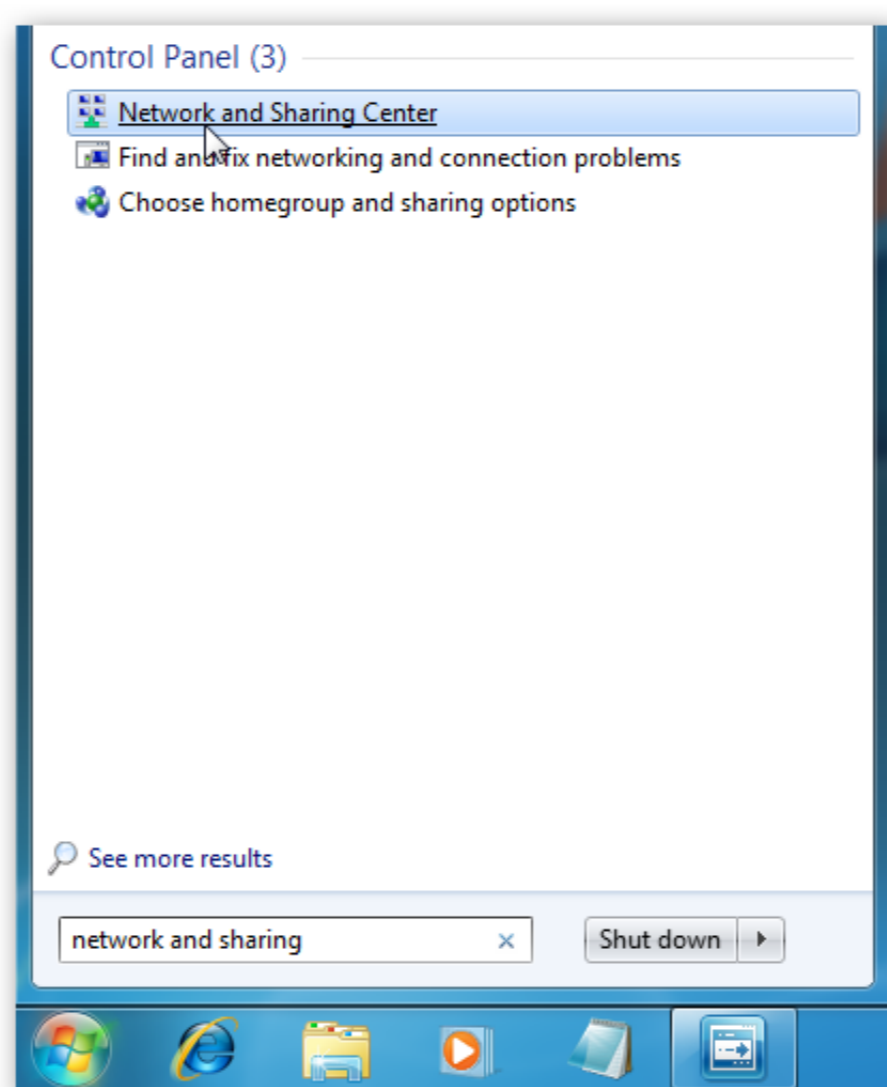 Control Panel (3)
Network and Sharing Center
Find and fix networking and connection problems
Choose homegroup and sharing options
See more results
network and sharing
Shut down